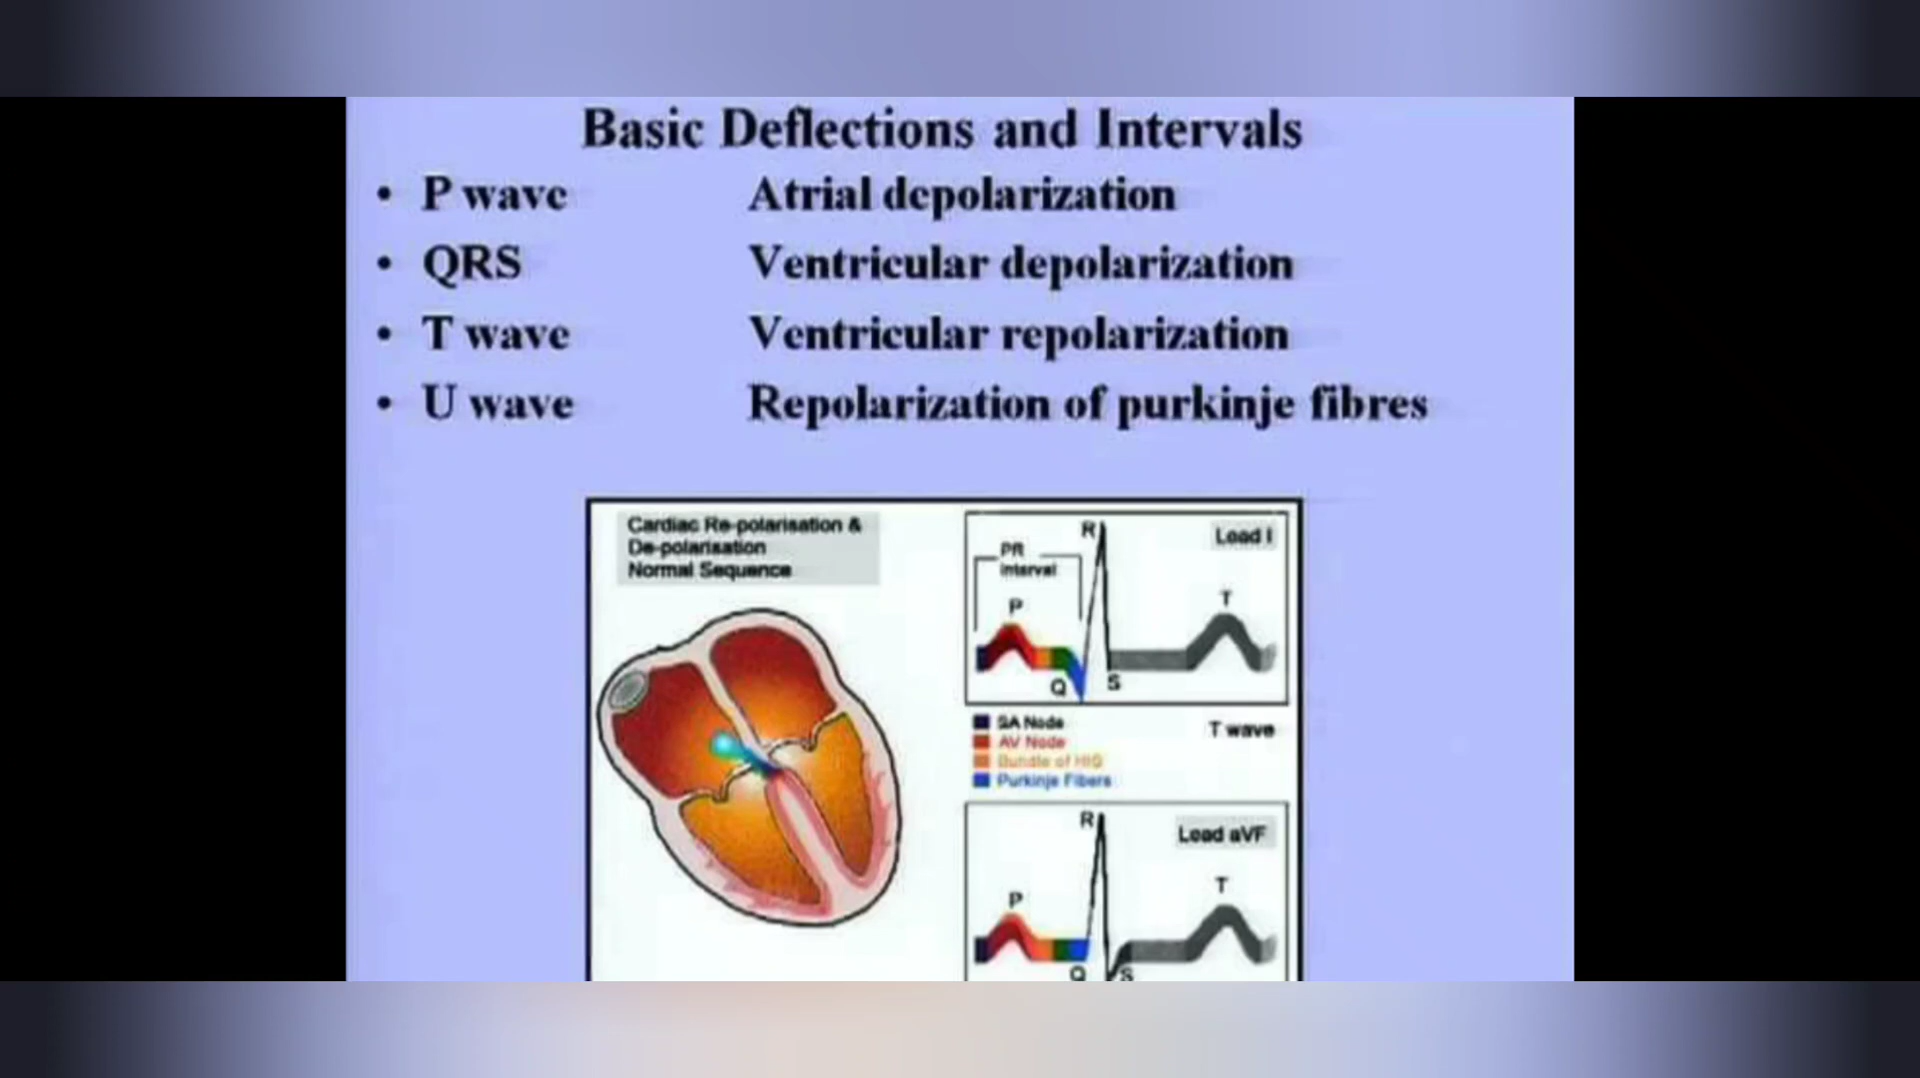 Basic Deflections and Intervals
• P wave Atrial depolarization
• QRS Ventricular depolarization
• T wave Ventricular repolarization
• U wave Repolarization of purkinje fibres
Cardiac Re-polarisation &
De-polarisation
Normal Sequence
R
Lead I
PR
Interval
P
T
Q
S
SA Node
T wave
AV Node
Bundle of HIS
Purkinje Fibers
R
Lead aVF
P
T
Q
S